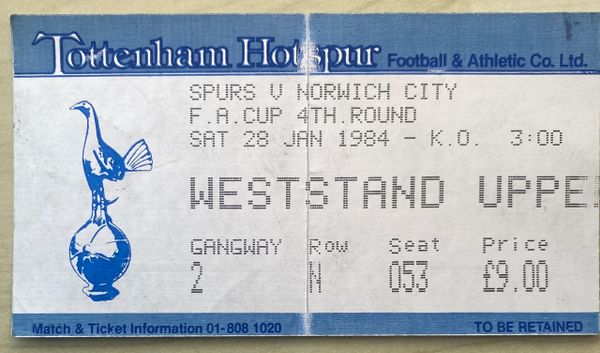 Tottenham Hotspur Football & Athletic Co. Ltd.
SPURS V NORWICH CITY
F.A.CUP 4TH.ROUND
SAT 28 JAN 1984 - K.O. 3:00
WESTSTAND UPPE
GANGWAY Row Seat Price
2 N 053 £9.00
Match & Ticket Information 01-808 1020 TO BE RETAINED